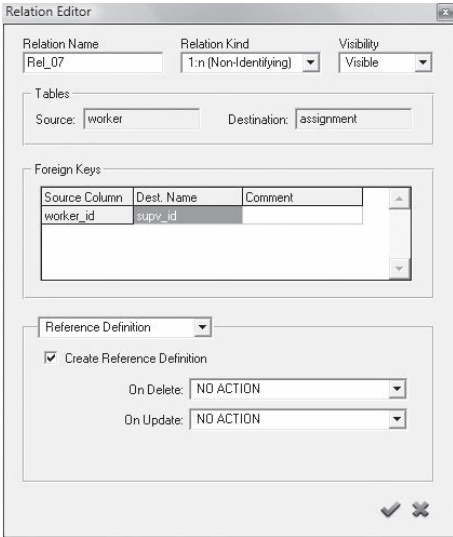 Relation Editor
Relation Name
Relation Kind
Visibility
Rel_07
1:n (Non-Identifying)
Visible
Tables
Source: worker
Destination: assignment
Foreign Keys
Source Column Dest. Name Comment
worker_id supv_id
Reference Definition
Create Reference Definition
On Delete: NO ACTION
On Update: NO ACTION